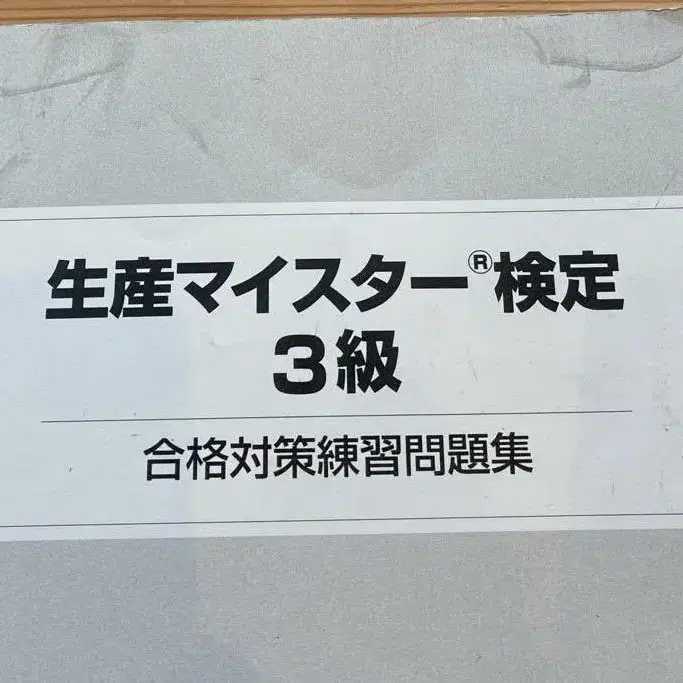 生産マイスター®検定
３級
合格対策練習問題集